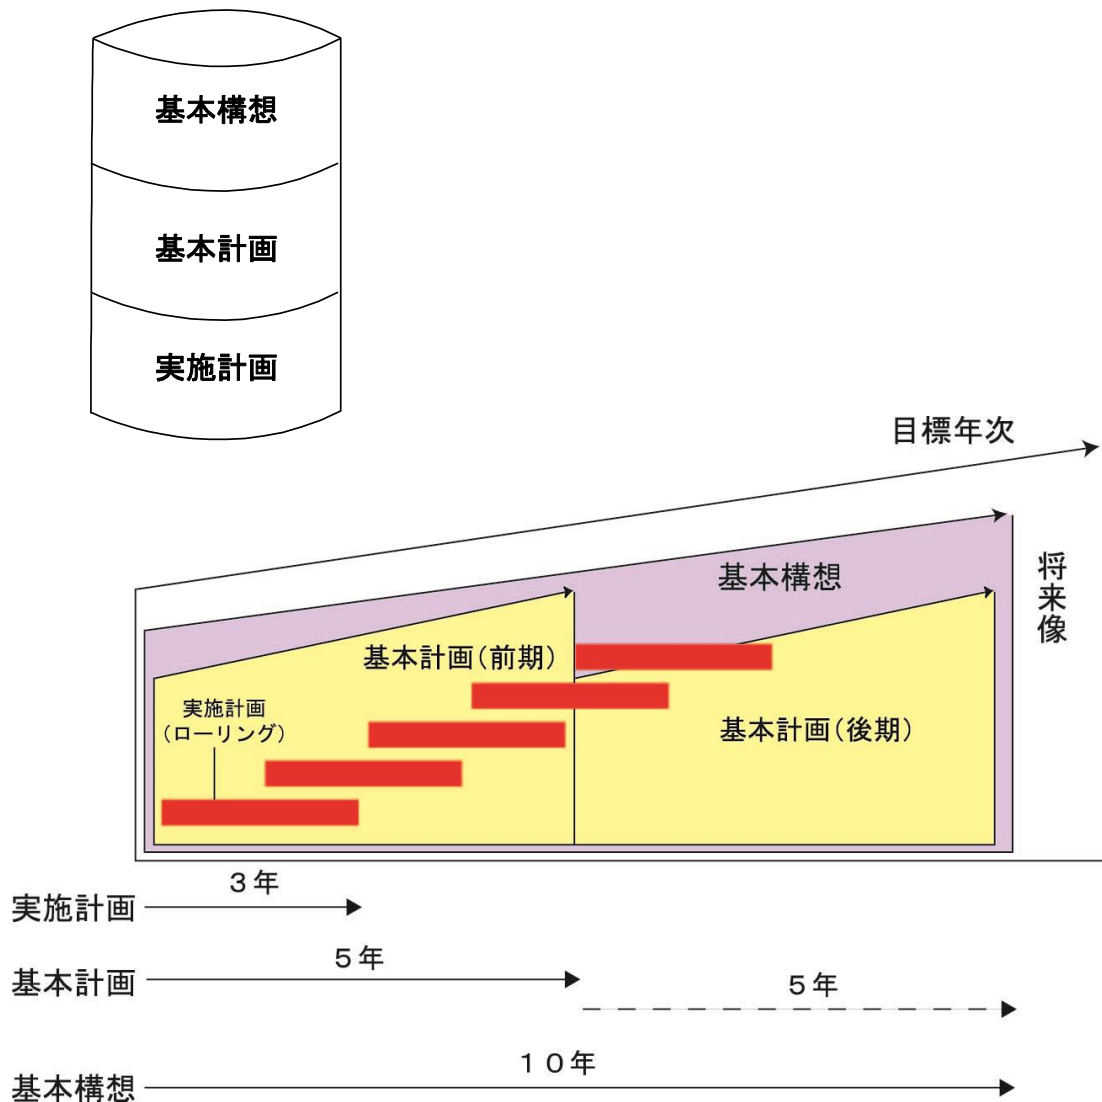 基本構想
基本計画
実施計画
目標年次
基本構想
将来像
基本計画(前期)
実施計画
(ローリング)
基本計画(後期)
3年
実施計画
5年
基本計画
5年
10年
基本構想